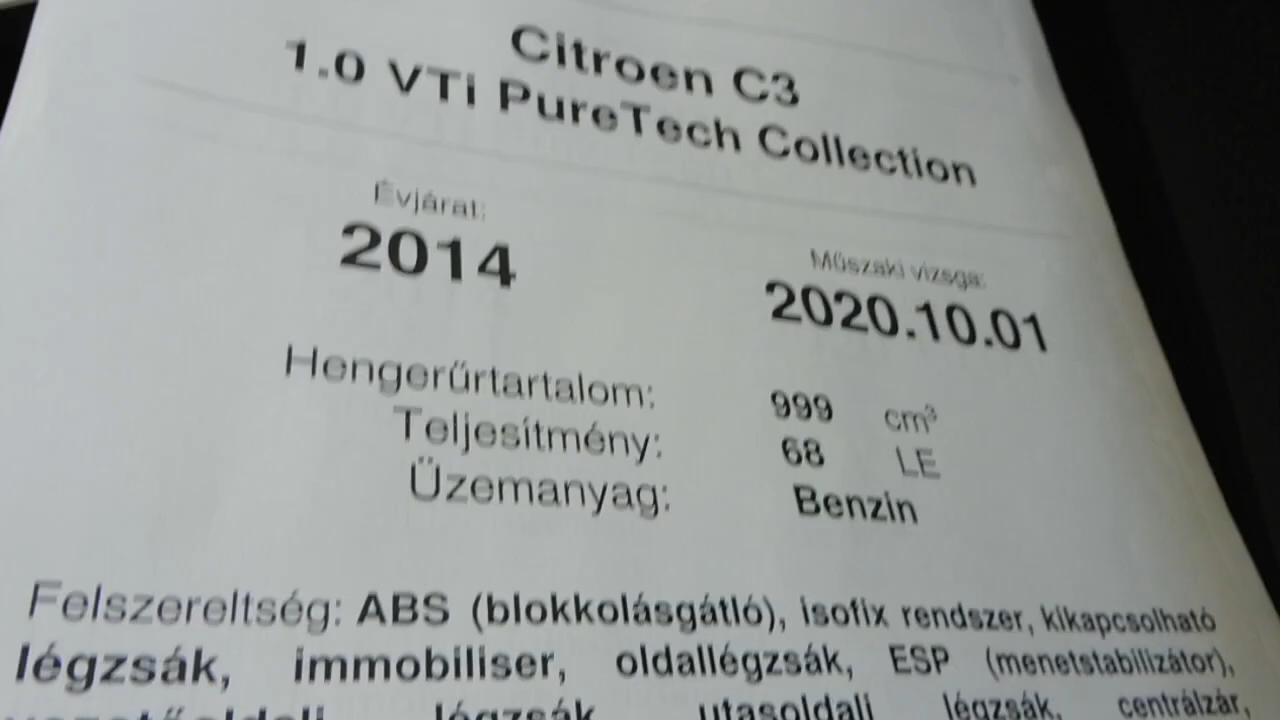 Citroen C3
1.0 VTi PureTech Collection
Évjárat:
2014
Műszaki vizsga:
2020.10.01
Hengerűrtartalom: 999 cm³
Teljesítmény: 68 LE
Üzemanyag: Benzin
Felszereltség: ABS (blokkolásgátló), isofix rendszer, kikapcsolható
légzsák, immobiliser, oldallégzsák, ESP (menetstabilizátor),
vezetőoldali légzsák, utasoldali légzsák, centrálzár,